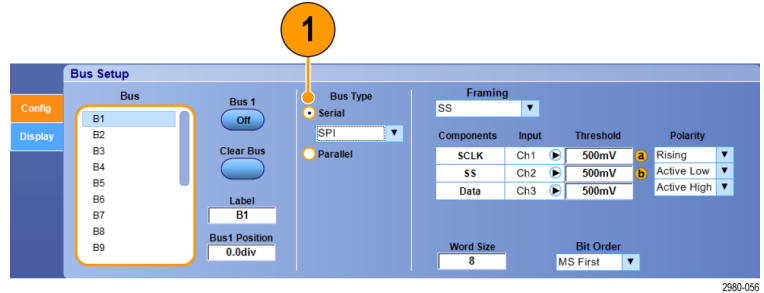 1
Bus Setup
Config
Display
Bus
B1
B2
B3
B4
B5
B6
B7
B8
B9
Bus 1
Off
Clear Bus
Label
B1
Bus1 Position
0.0div
Bus Type
Serial
SPI
Parallel
Framing
SS
Components Input Threshold Polarity
SCLK Ch1 500mV a Rising
SS Ch2 500mV b Active Low
Data Ch3 500mV Active High
Word Size Bit Order
8 MS First
2980-056